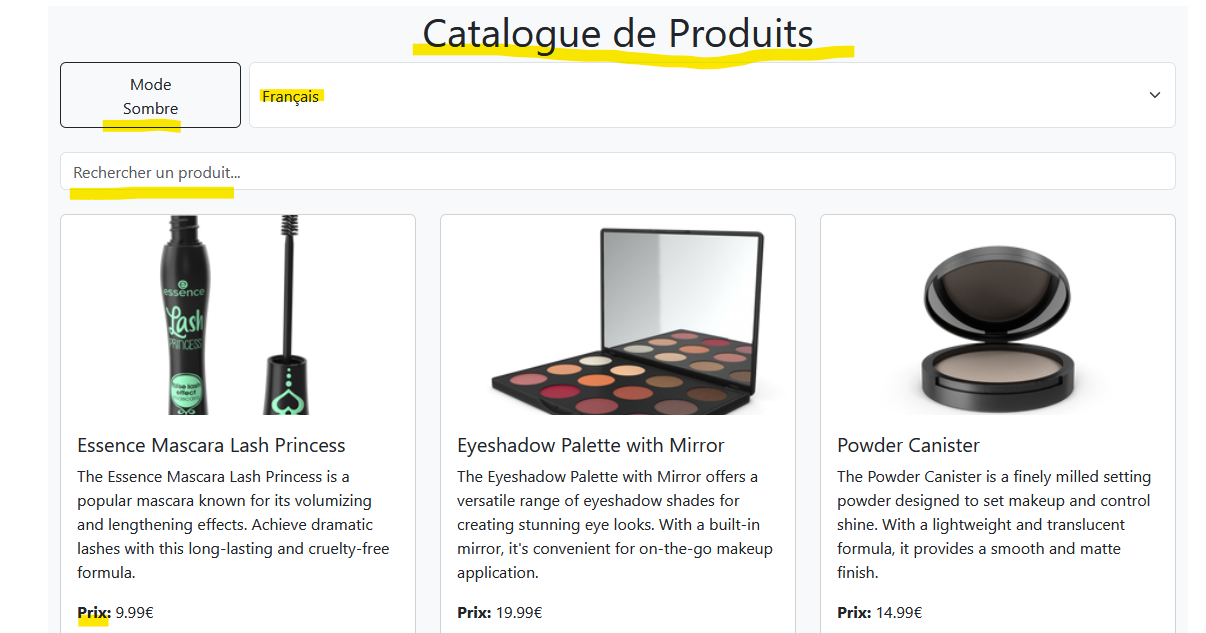 Catalogue de Produits
Mode
Sombre
Français
Rechercher un produit...
essence
Lash
PRINCESS
false lash
effect
Essence Mascara Lash Princess
The Essence Mascara Lash Princess is a
popular mascara known for its volumizing
and lengthening effects. Achieve dramatic
lashes with this long-lasting and cruelty-free
formula.
Prix: 9.99€
Eyeshadow Palette with Mirror
The Eyeshadow Palette with Mirror offers a
versatile range of eyeshadow shades for
creating stunning eye looks. With a built-in
mirror, it's convenient for on-the-go makeup
application.
Prix: 19.99€
Powder Canister
The Powder Canister is a finely milled setting
powder designed to set makeup and control
shine. With a lightweight and translucent
formula, it provides a smooth and matte
finish.
Prix: 14.99€